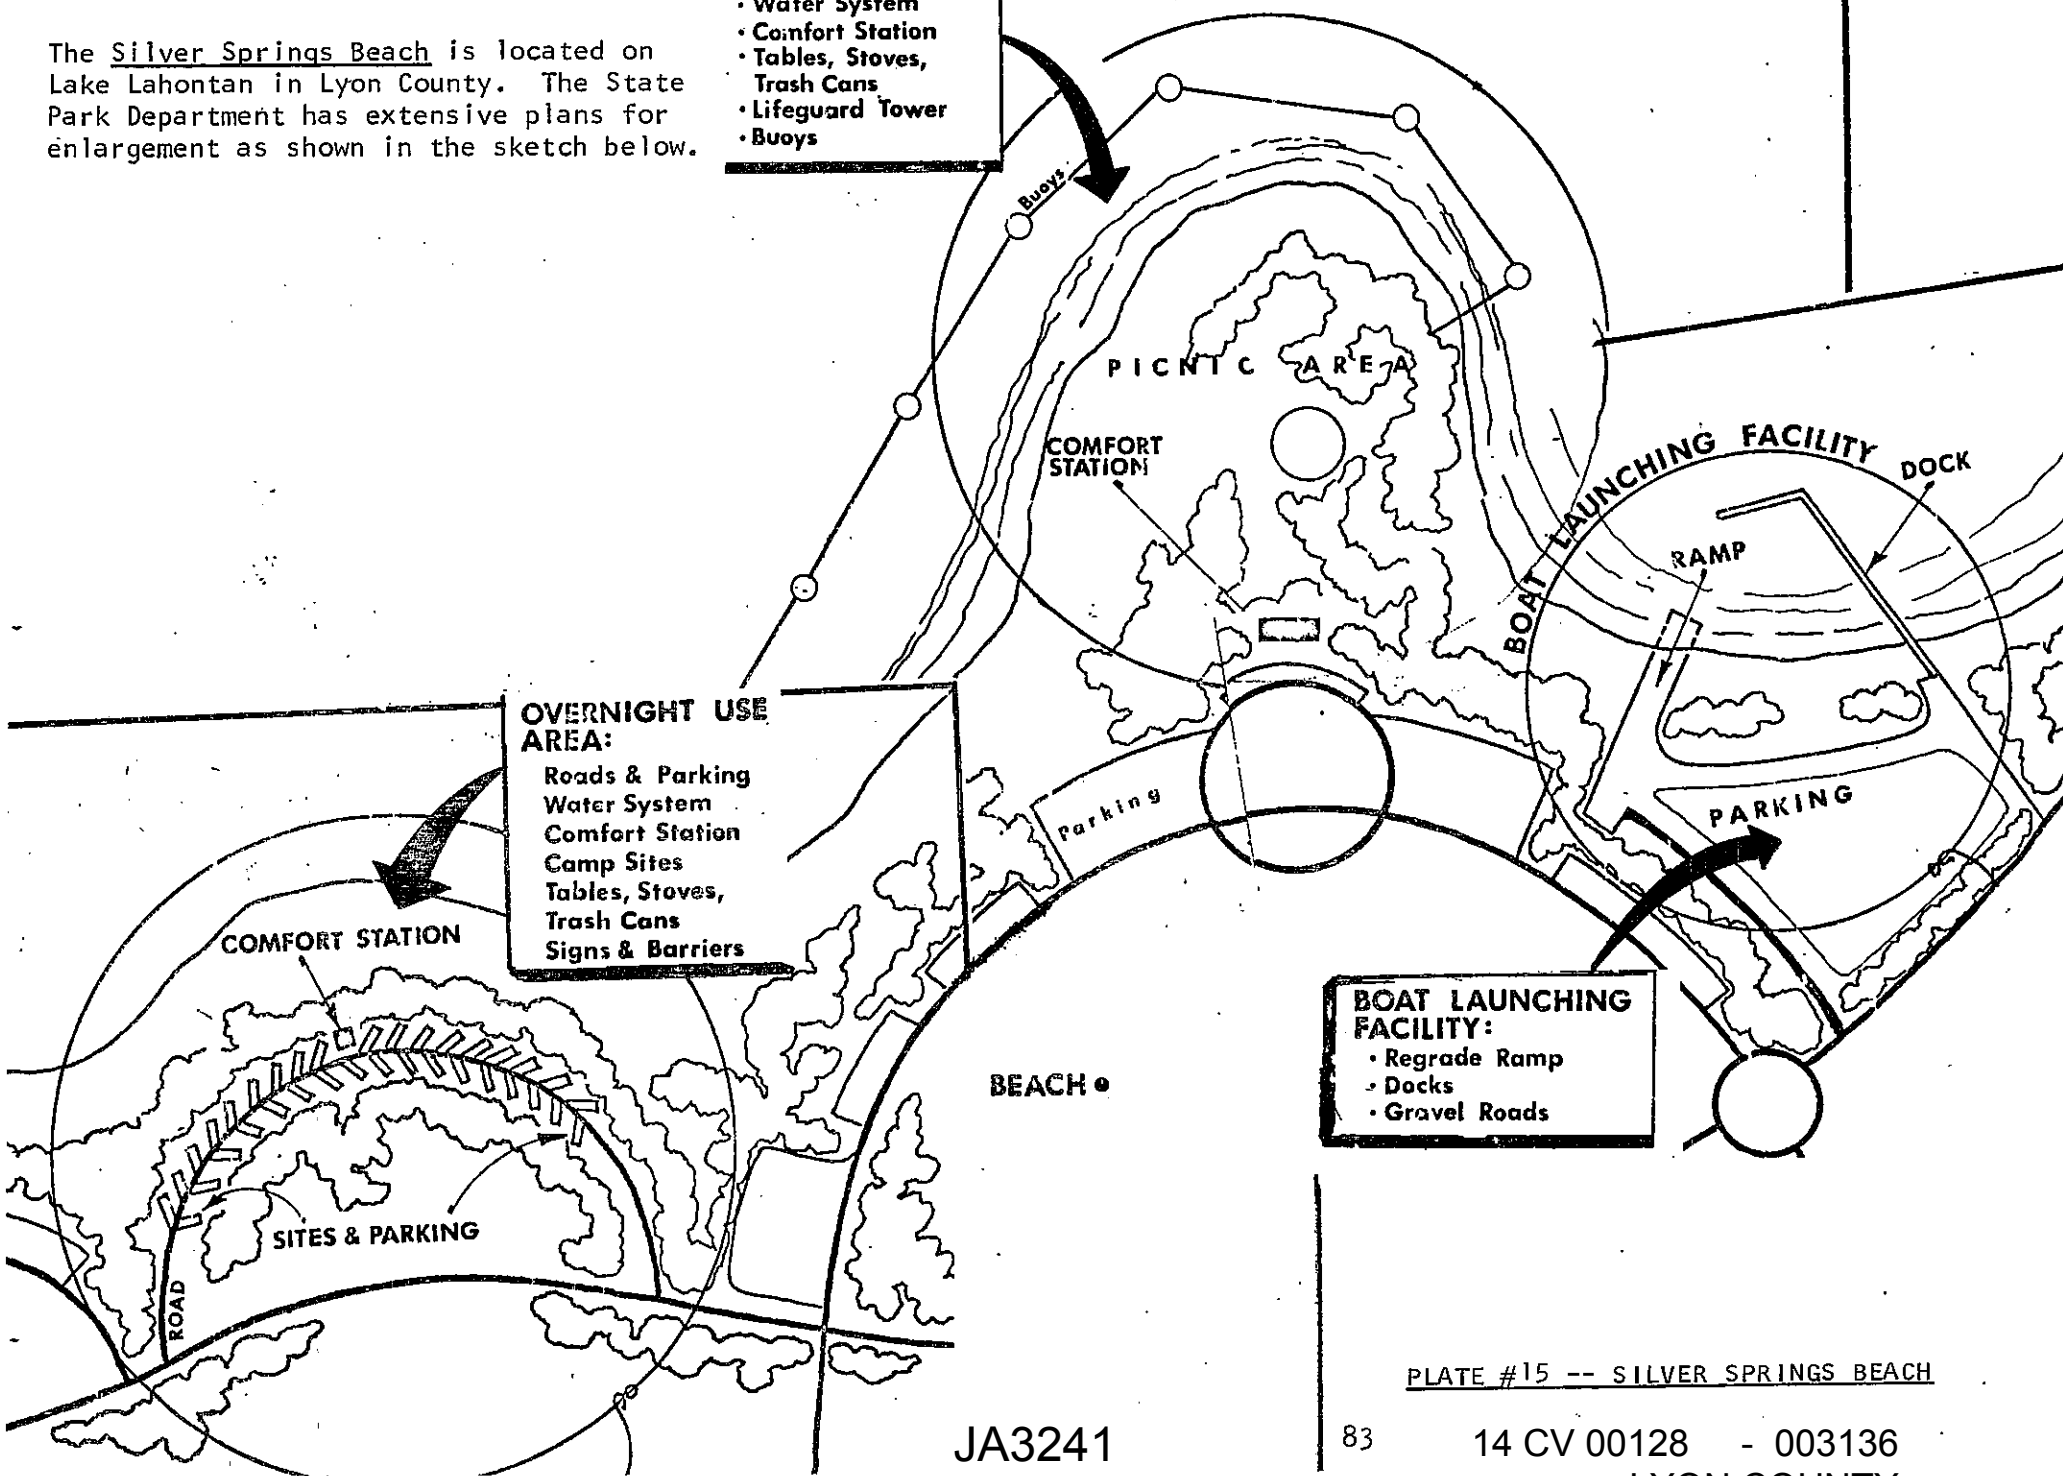 The Silver Springs Beach is located on
Lake Lahontan in Lyon County. The State
Park Department has extensive plans for
enlargement as shown in the sketch below.
• Water System
• Comfort Station
• Tables, Stoves,
Trash Cans
• Lifeguard Tower
• Buoys
Buoys
PICNIC AREA
COMFORT
STATION
BOAT LAUNCHING FACILITY
DOCK
RAMP
PARKING
Parking
OVERNIGHT USE
AREA:
Roads & Parking
Water System
Comfort Station
Camp Sites
Tables, Stoves,
Trash Cans
Signs & Barriers
COMFORT STATION
SITES & PARKING
ROAD
BEACH
BOAT LAUNCHING
FACILITY:
• Regrade Ramp
• Docks
• Gravel Roads
PLATE #15 -- SILVER SPRINGS BEACH
JA3241
83
14 CV 00128 - 003136
LYON COUNTY